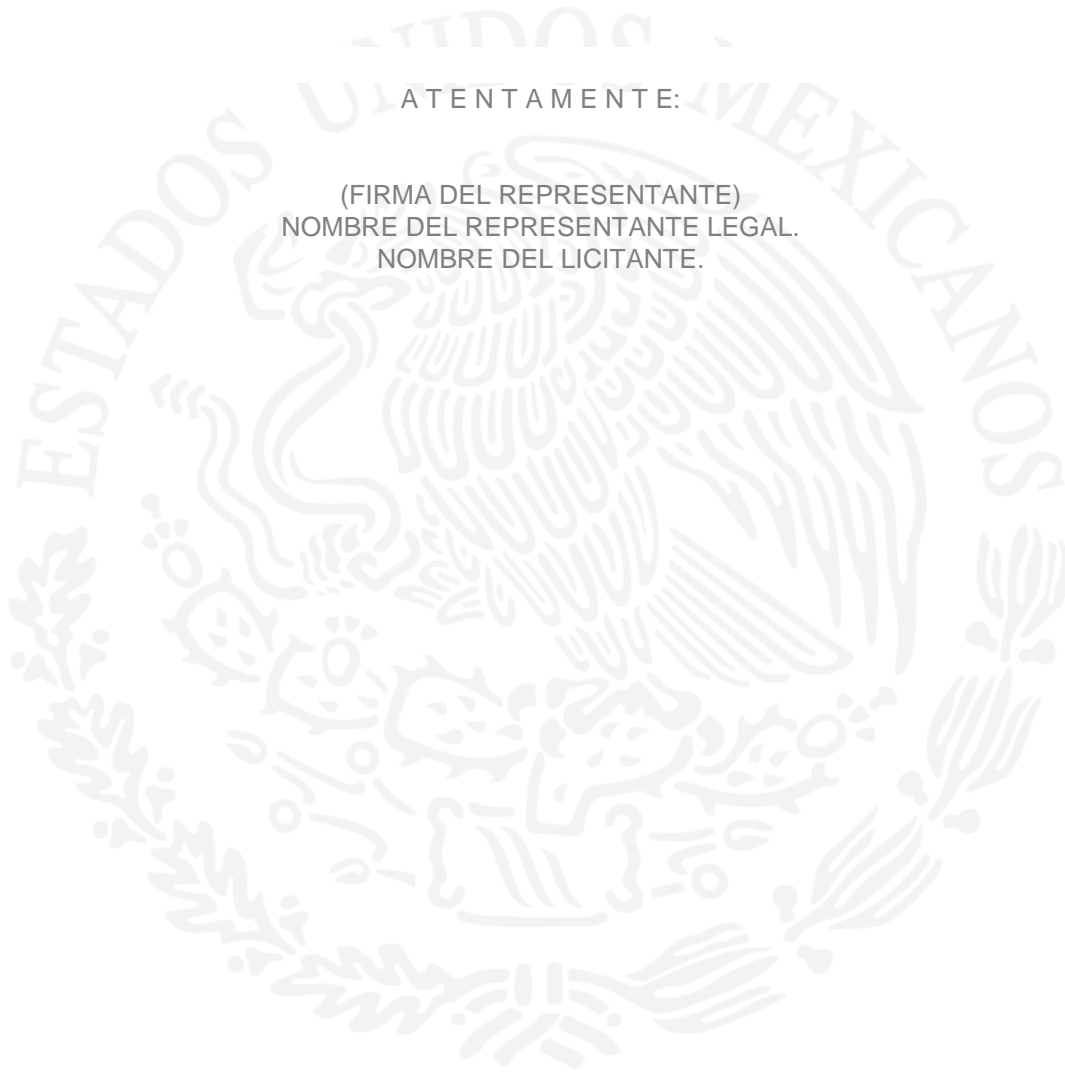 ESTADOS UNIDOS MEXICANOS
A T E N T A M E N T E:
(FIRMA DEL REPRESENTANTE)
NOMBRE DEL REPRESENTANTE LEGAL.
NOMBRE DEL LICITANTE.